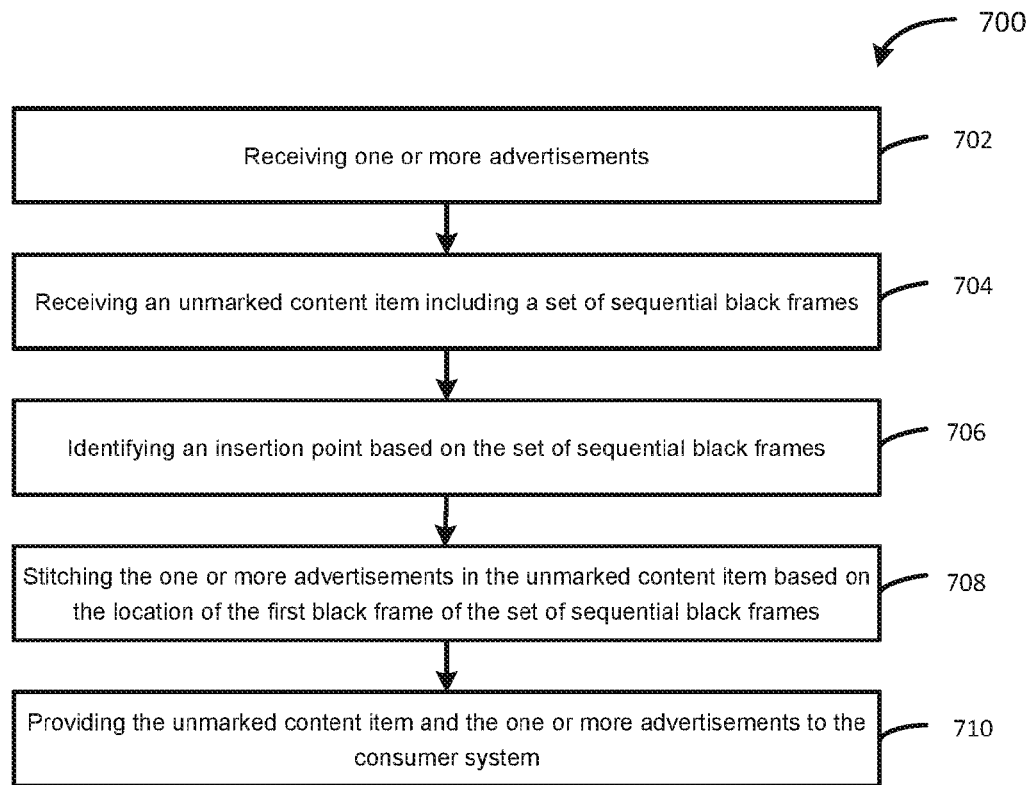 700
Receiving one or more advertisements
702
Receiving an unmarked content item including a set of sequential black frames
704
Identifying an insertion point based on the set of sequential black frames
706
Stitching the one or more advertisements in the unmarked content item based on
the location of the first black frame of the set of sequential black frames
708
Providing the unmarked content item and the one or more advertisements to the
consumer system
710